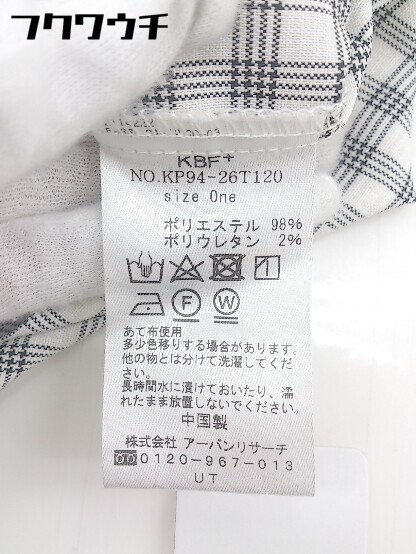 フクワウチ
KBF+
NO.KP94-26T120
size One
ポリエステル 98%
ポリウレタン 2%
あて布使用
多少色移りする場合があります。
他の物とは分けて洗濯してくだ
さい。
長時間水に漬けておいたり、濡
れたまま放置しないでください。
中国製
株式会社 アーバンリサーチ
0120-967-013
UT